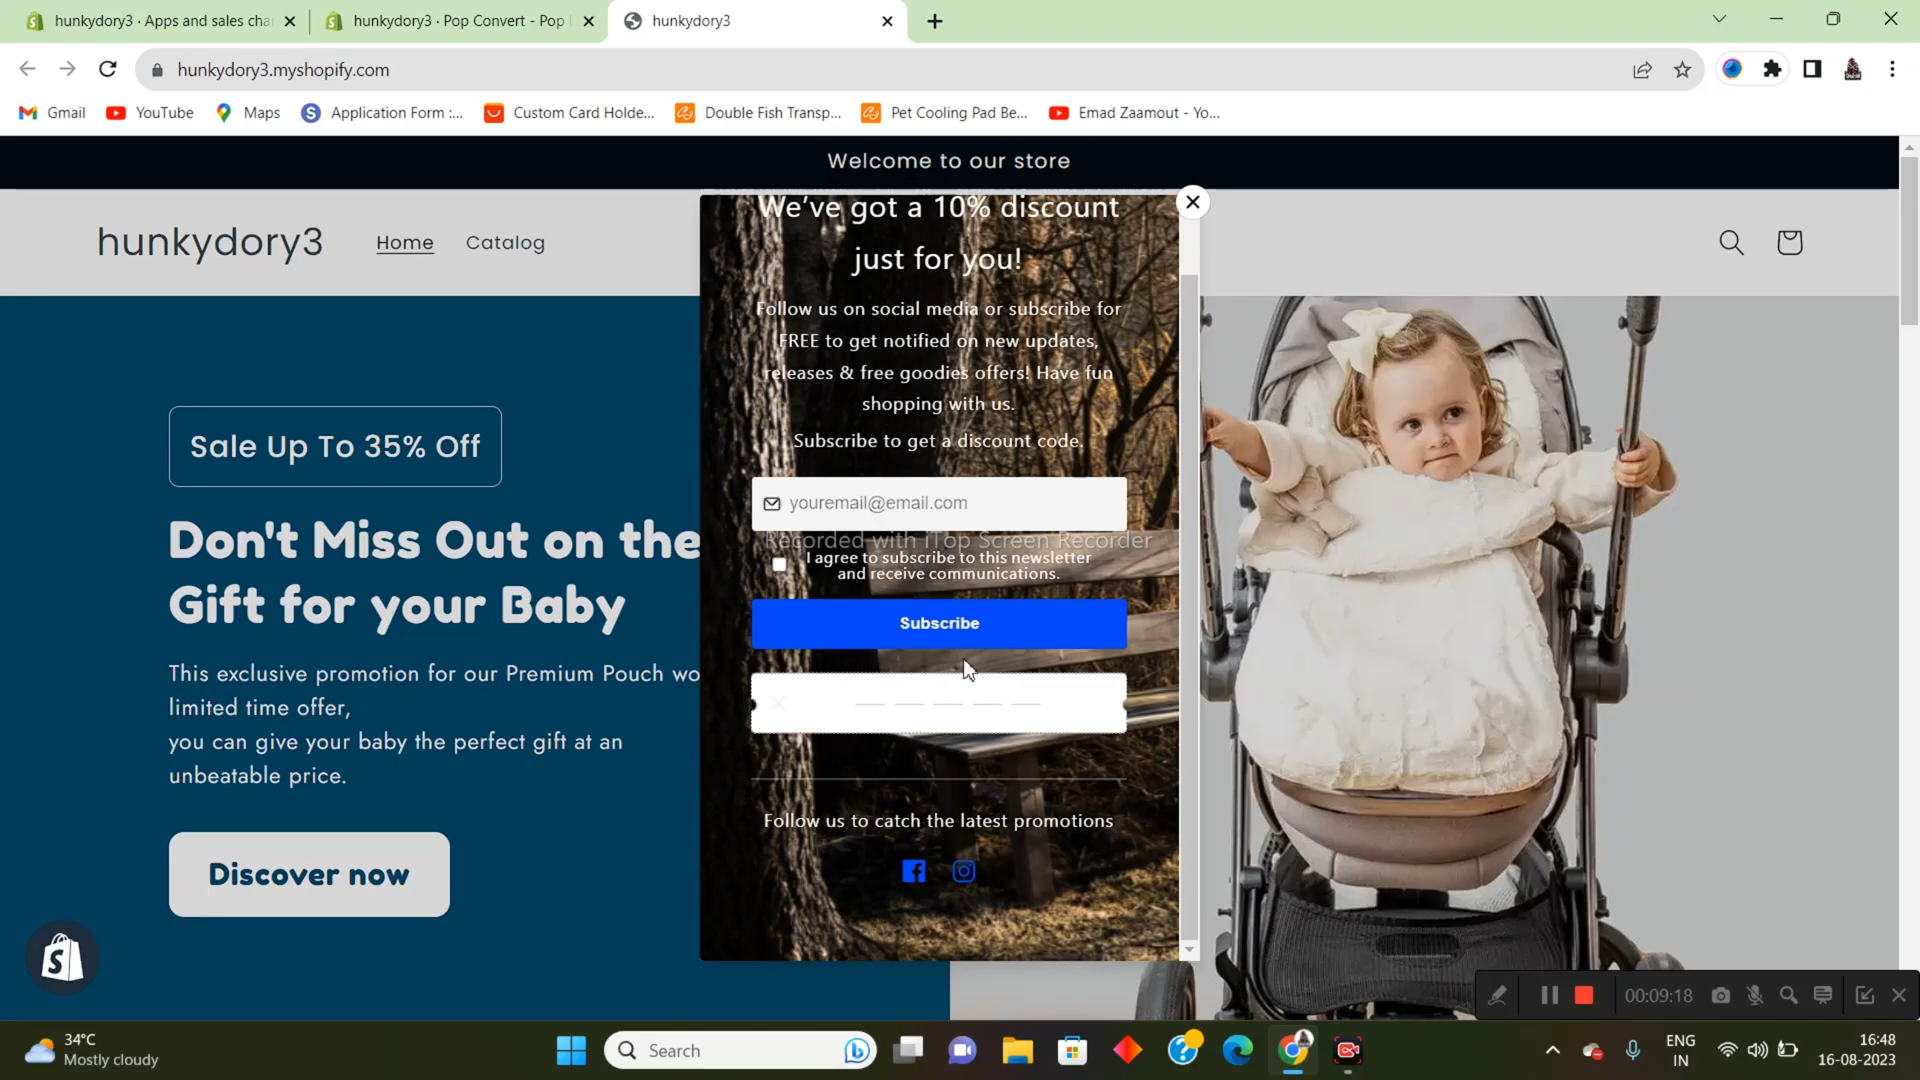 hunkydory3 · Apps and sales cha
hunkydory3 · Pop Convert - Pop
hunkydory3
hunkydory3.myshopify.com
Gmail
YouTube
Maps
Application Form :...
Custom Card Holde...
Double Fish Transp...
Pet Cooling Pad Be...
Emad Zaamout - Yo...
Welcome to our store
hunkydory3
Home
Catalog
We've got a 10% discount
just for you!
Follow us on social media or subscribe for
FREE to get notified on new updates,
releases & free goodies offers! Have fun
shopping with us.
Subscribe to get a discount code.
youremail@email.com
Recorded with iTop Screen Recorder
I agree to subscribe to this newsletter
and receive communications.
Subscribe
Follow us to catch the latest promotions
Sale Up To 35% Off
Don't Miss Out on the
Gift for your Baby
This exclusive promotion for our Premium Pouch wo
limited time offer,
you can give your baby the perfect gift at an
unbeatable price.
Discover now
00:09:18
34°C
Mostly cloudy
Search
ENG
IN
16:48
16-08-2023